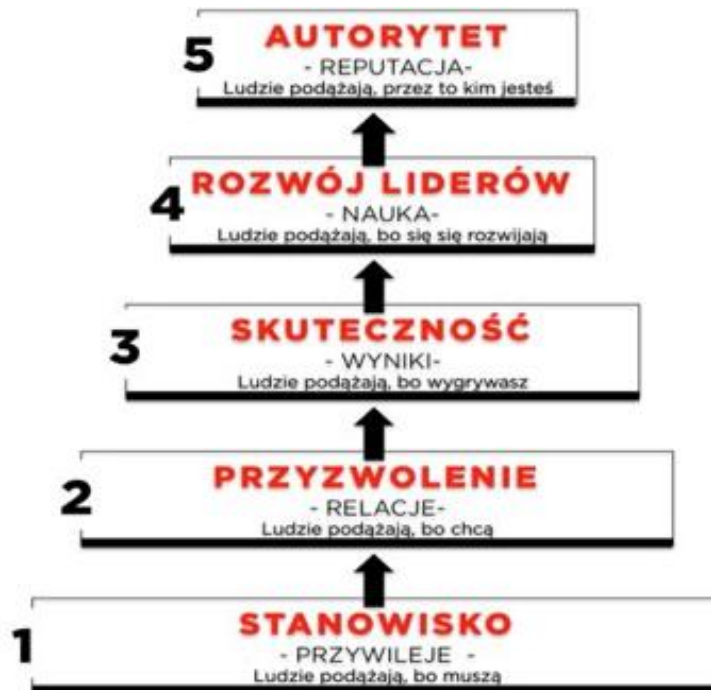 5
AUTORYTET
- REPUTACJA-
Ludzie podążają, przez to kim jesteś
4
ROZWÓJ LIDERÓW
- NAUKA-
Ludzie podążają, bo się się rozwijają
3
SKUTECZNOŚĆ
- WYNIKI-
Ludzie podążają, bo wygrywasz
2
PRZYZWOLENIE
- RELACJE-
Ludzie podążają, bo chcą
1
STANOWISKO
- PRZYWILEJE -
Ludzie podążają, bo muszą